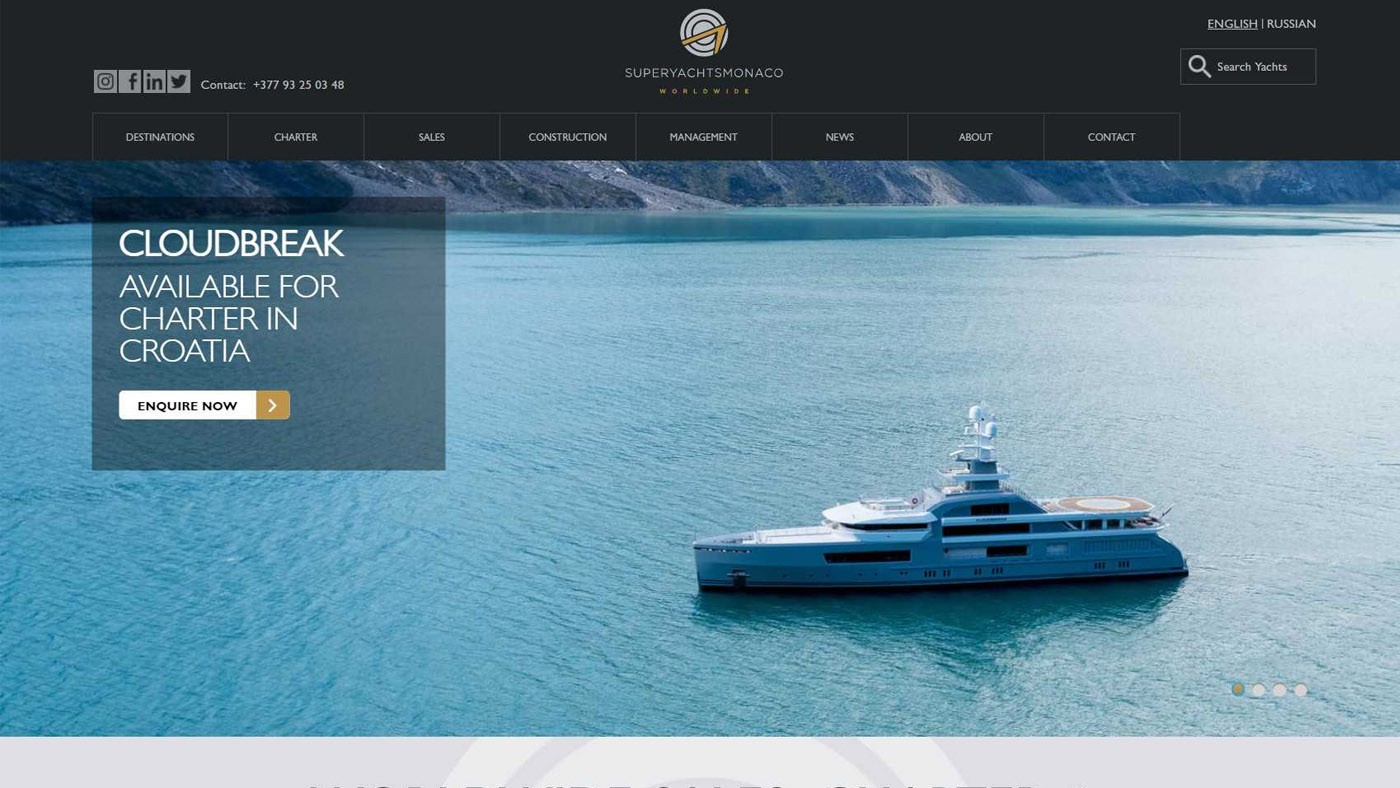 ENGLISH | RUSSIAN
Contact: +377 93 25 03 48
SUPERYACHTSMONACO
WORLDWIDE
Search Yachts
DESTINATIONS
CHARTER
SALES
CONSTRUCTION
MANAGEMENT
NEWS
ABOUT
CONTACT
CLOUDBREAK
AVAILABLE FOR
CHARTER IN
CROATIA
ENQUIRE NOW